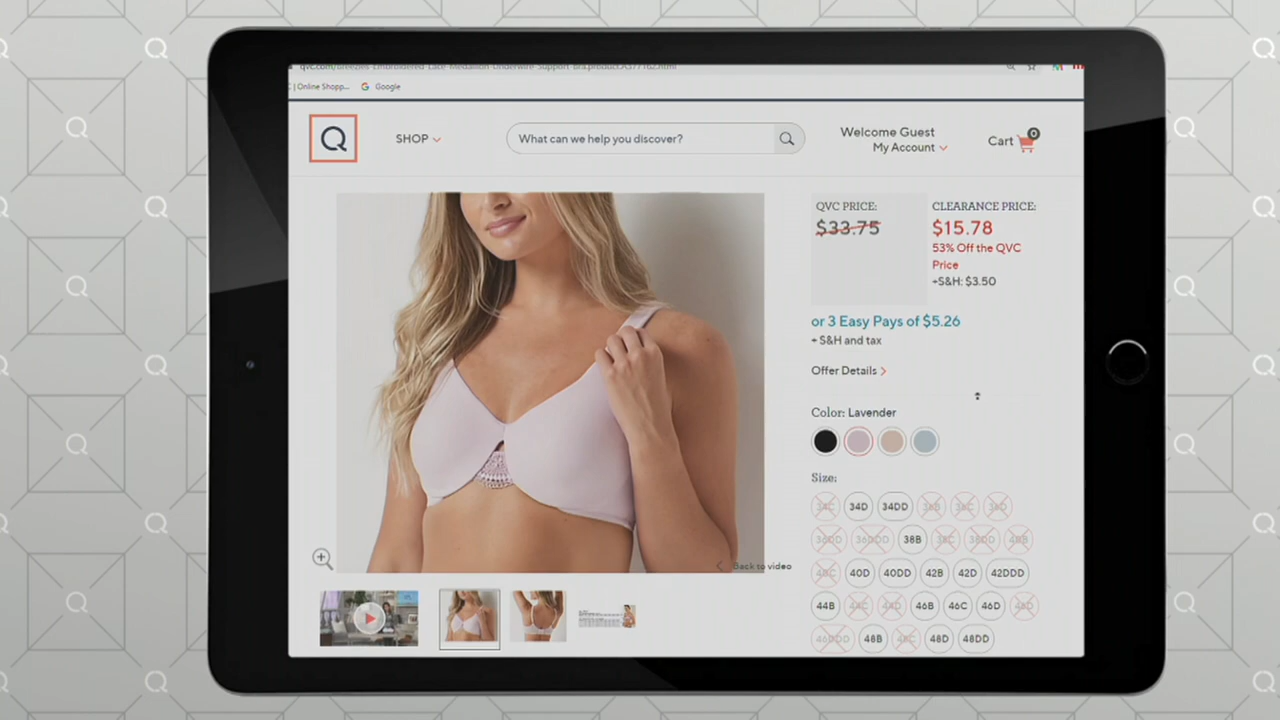 C | Online Shopp...
Google
Q
SHOP
What can we help you discover?
Welcome Guest
My Account
Cart
0
QVC PRICE:
$33.75
CLEARANCE PRICE:
$15.78
53% Off the QVC
Price
+S&H: $3.50
or 3 Easy Pays of $5.26
+ S&H and tax
Offer Details
Color: Lavender
Size:
34D 34DD
38B
40D 40DD 42B 42D 42DDD
44B 46B 46C 46D
48B 48D 48DD
Back to video